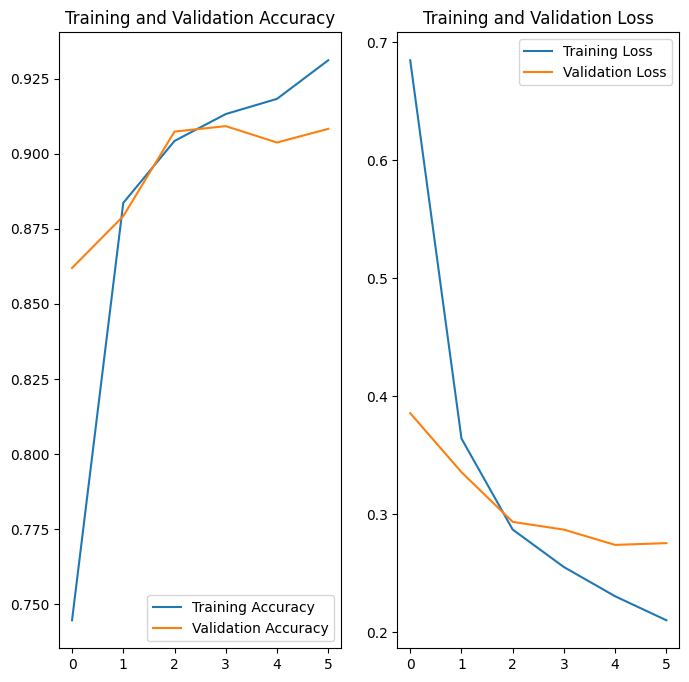 Training and Validation Accuracy
0.925
0.900
0.875
0.850
0.825
0.800
0.775
0.750
0 1 2 3 4 5
Training Accuracy
Validation Accuracy
Training and Validation Loss
0.7
0.6
0.5
0.4
0.3
0.2
0 1 2 3 4 5
Training Loss
Validation Loss